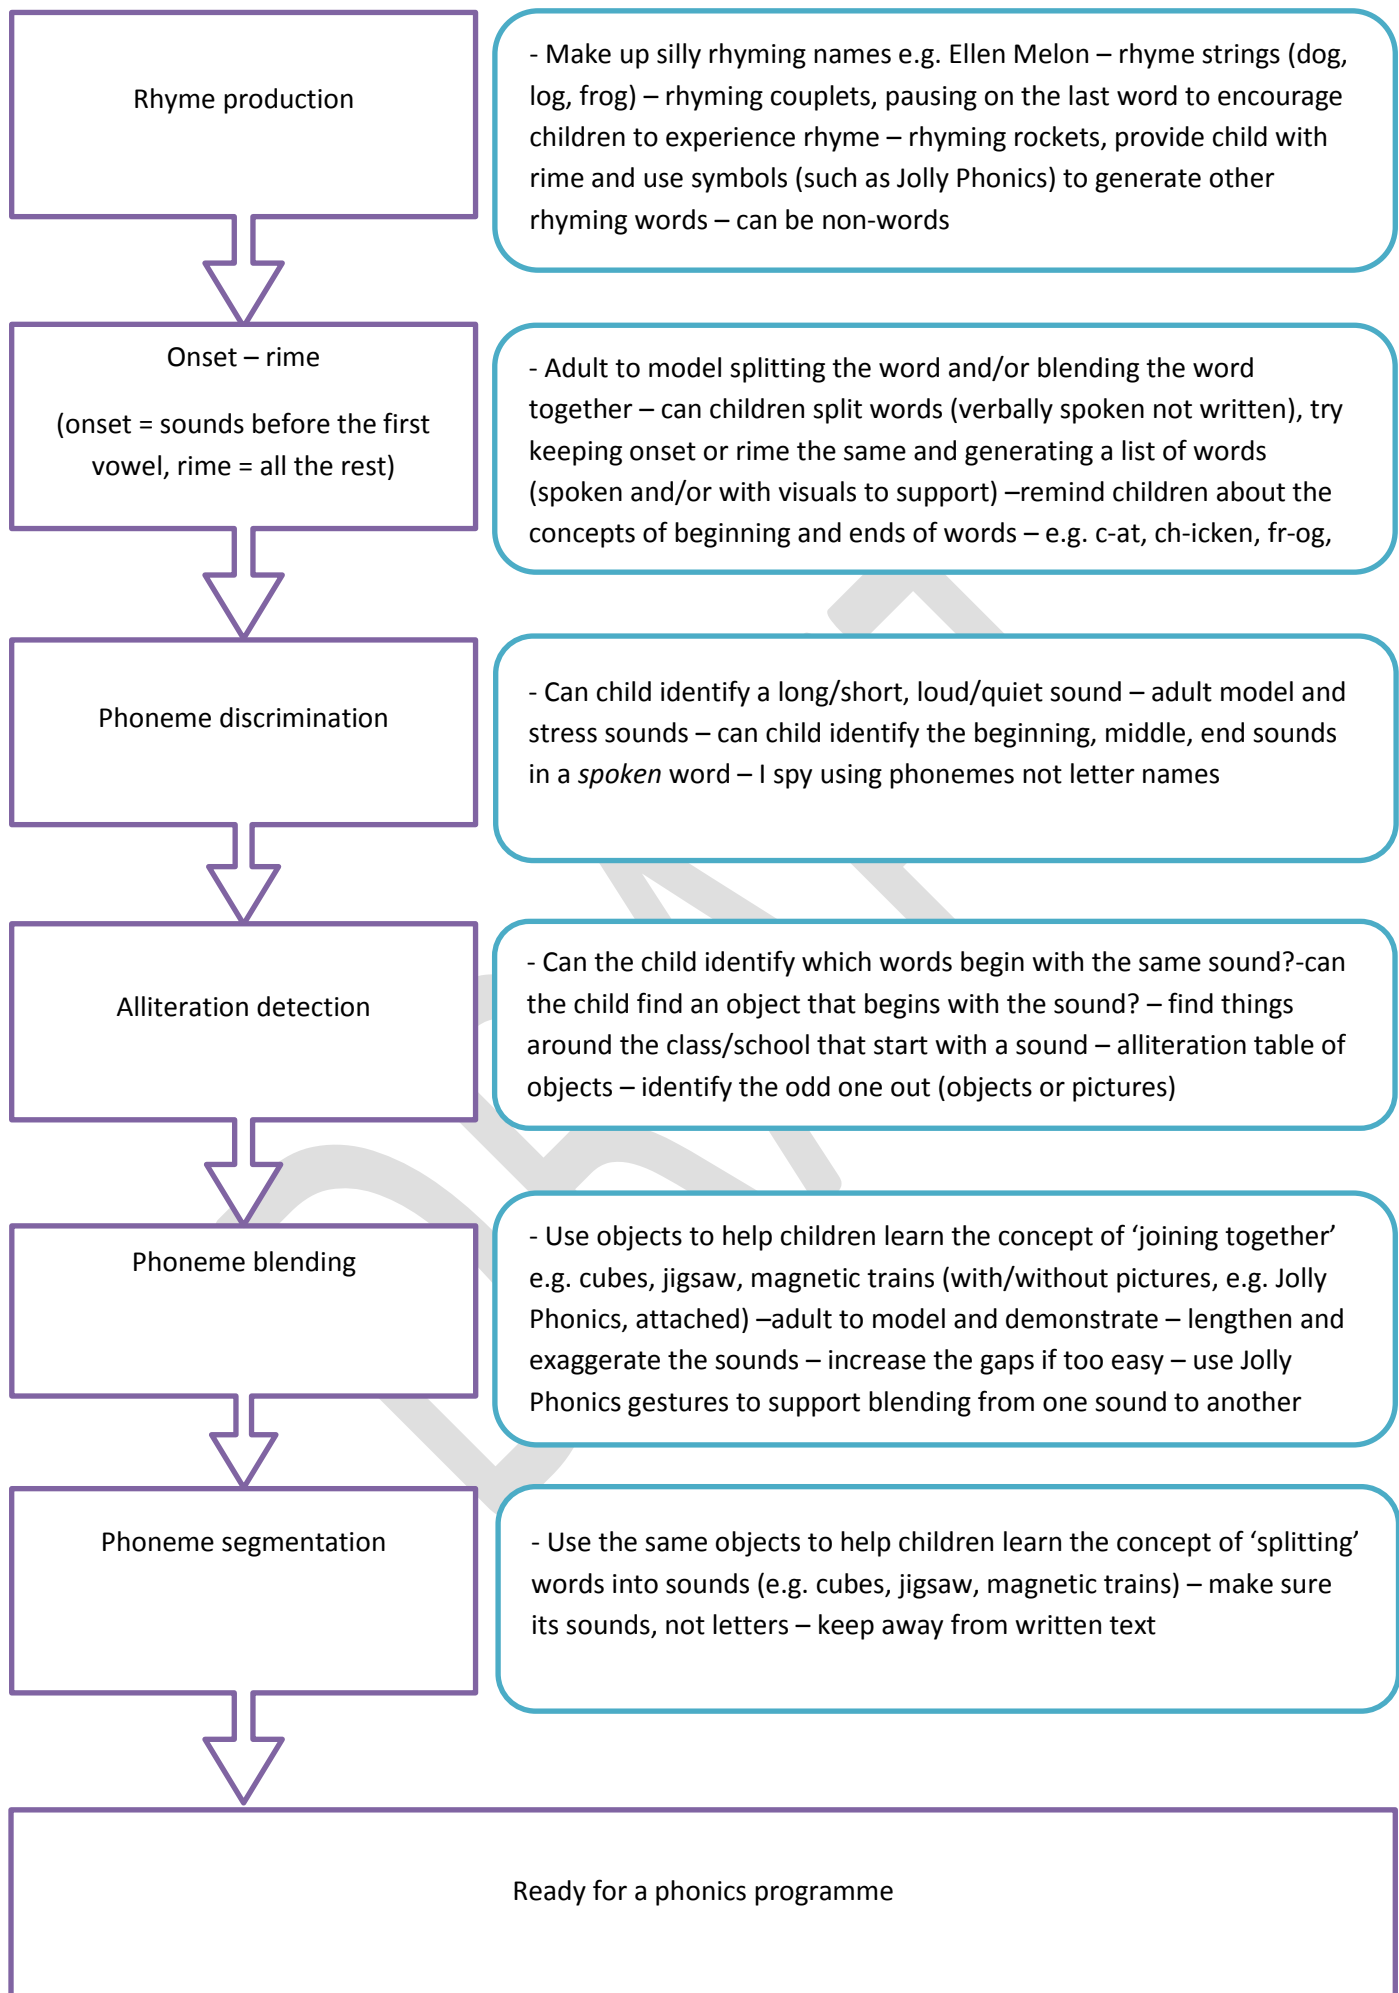 Rhyme production
- Make up silly rhyming names e.g. Ellen Melon – rhyme strings (dog,
log, frog) – rhyming couplets, pausing on the last word to encourage
children to experience rhyme – rhyming rockets, provide child with
rime and use symbols (such as Jolly Phonics) to generate other
rhyming words – can be non-words
Onset – rime
(onset = sounds before the first
vowel, rime = all the rest)
- Adult to model splitting the word and/or blending the word
together – can children split words (verbally spoken not written), try
keeping onset or rime the same and generating a list of words
(spoken and/or with visuals to support) –remind children about the
concepts of beginning and ends of words – e.g. c-at, ch-icken, fr-og,
Phoneme discrimination
- Can child identify a long/short, loud/quiet sound – adult model and
stress sounds – can child identify the beginning, middle, end sounds
in a spoken word – I spy using phonemes not letter names
Alliteration detection
- Can the child identify which words begin with the same sound?-can
the child find an object that begins with the sound? – find things
around the class/school that start with a sound – alliteration table of
objects – identify the odd one out (objects or pictures)
Phoneme blending
- Use objects to help children learn the concept of ‘joining together’
e.g. cubes, jigsaw, magnetic trains (with/without pictures, e.g. Jolly
Phonics, attached) –adult to model and demonstrate – lengthen and
exaggerate the sounds – increase the gaps if too easy – use Jolly
Phonics gestures to support blending from one sound to another
Phoneme segmentation
- Use the same objects to help children learn the concept of ‘splitting’
words into sounds (e.g. cubes, jigsaw, magnetic trains) – make sure
its sounds, not letters – keep away from written text
Ready for a phonics programme
DRAFT